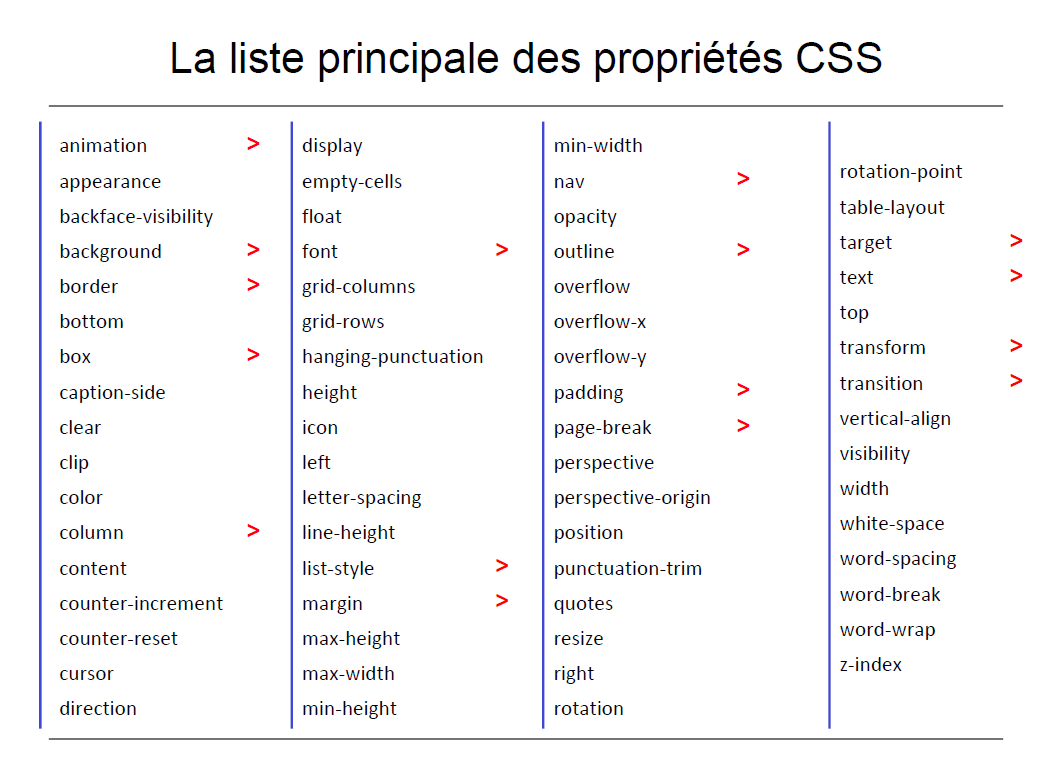 La liste principale des propriétés CSS
animation >
appearance
backface-visibility
background >
border >
bottom
box >
caption-side
clear
clip
color
column >
content
counter-increment
counter-reset
cursor
direction
display
empty-cells
float
font >
grid-columns
grid-rows
hanging-punctuation
height
icon
left
letter-spacing
line-height
list-style >
margin >
max-height
max-width
min-height
min-width
nav >
opacity
outline >
overflow
overflow-x
overflow-y
padding >
page-break >
perspective
perspective-origin
position
punctuation-trim
quotes
resize
right
rotation
rotation-point
table-layout
target >
text >
top
transform >
transition >
vertical-align
visibility
width
white-space
word-spacing
word-break
word-wrap
z-index